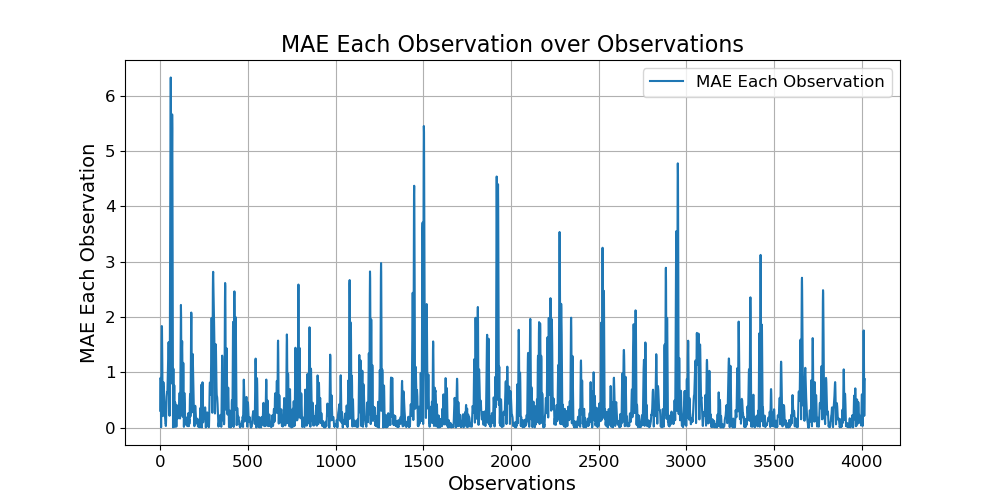 MAE Each Observation over Observations
MAE Each Observation
6
5
4
3
2
1
0
MAE Each Observation
0 500 1000 1500 2000 2500 3000 3500 4000
Observations